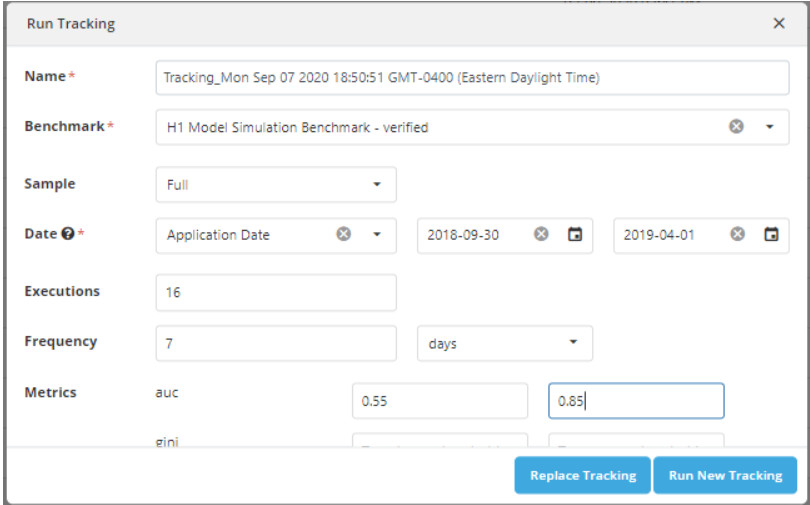 Run Tracking ×
Name *
Tracking_Mon Sep 07 2020 18:50:51 GMT-0400 (Eastern Daylight Time)
Benchmark *
H1 Model Simulation Benchmark - verified
Sample
Full
Date *
Application Date
2018-09-30
2019-04-01
Executions
16
Frequency
7
days
Metrics
auc
0.55
0.85
gini
Replace Tracking
Run New Tracking